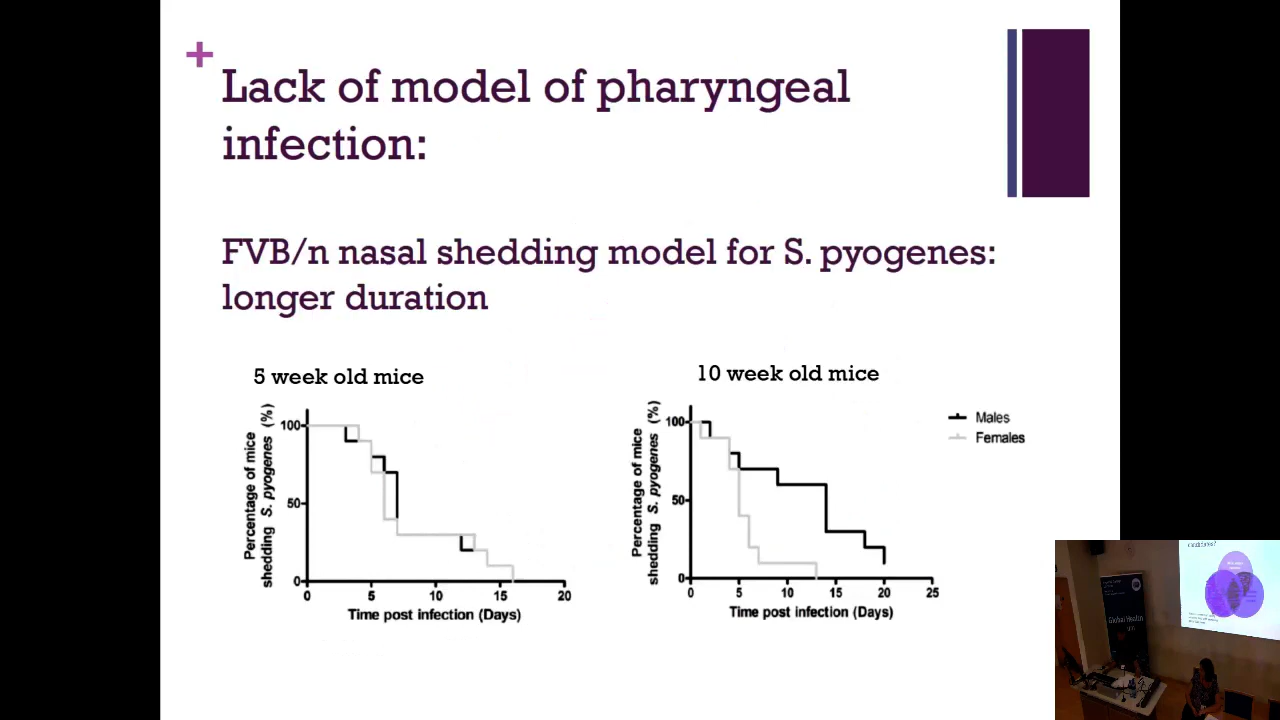 +
Lack of model of pharyngeal
infection:
FVB/n nasal shedding model for S. pyogenes:
longer duration
5 week old mice
10 week old mice
Percentage of mice
shedding S. pyogenes (%)
100
50
0
0 5 10 15 20
Time post infection (Days)
Percentage of mice
shedding S. pyogenes (%)
100
50
0
0 5 10 15 20 25
Time post infection (Days)
Males
Females
candidates?
Global Health